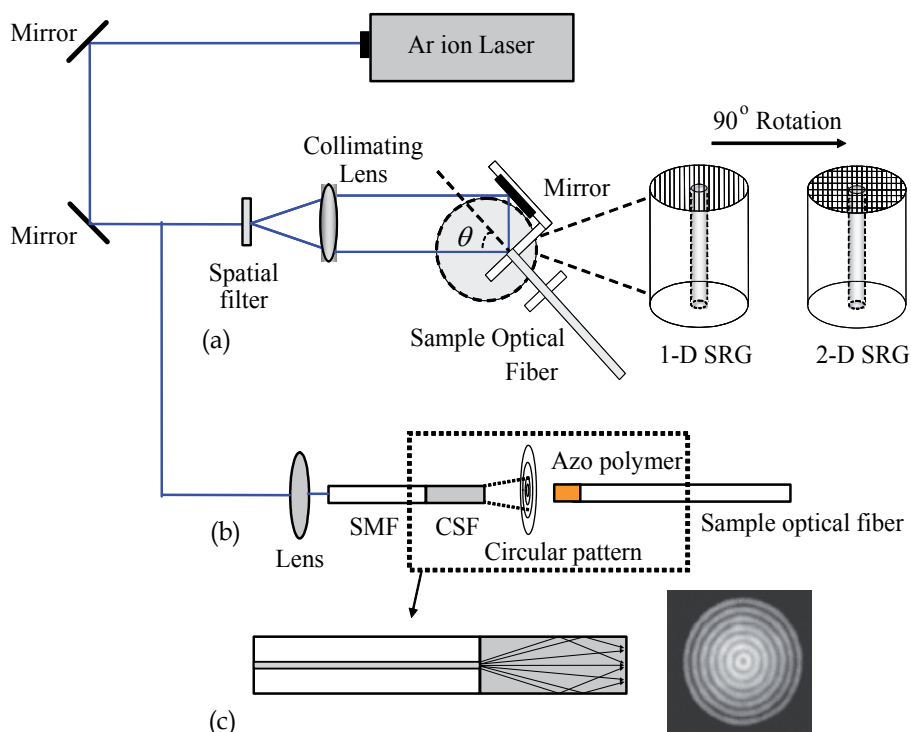 Mirror
Ar ion Laser
90° Rotation
Collimating
Lens
Mirror
Mirror
θ
Spatial
filter
(a)
Sample Optical
Fiber
1-D SRG
2-D SRG
Azo polymer
SMF
CSF
Sample optical fiber
(b)
Lens
Circular pattern
(c)